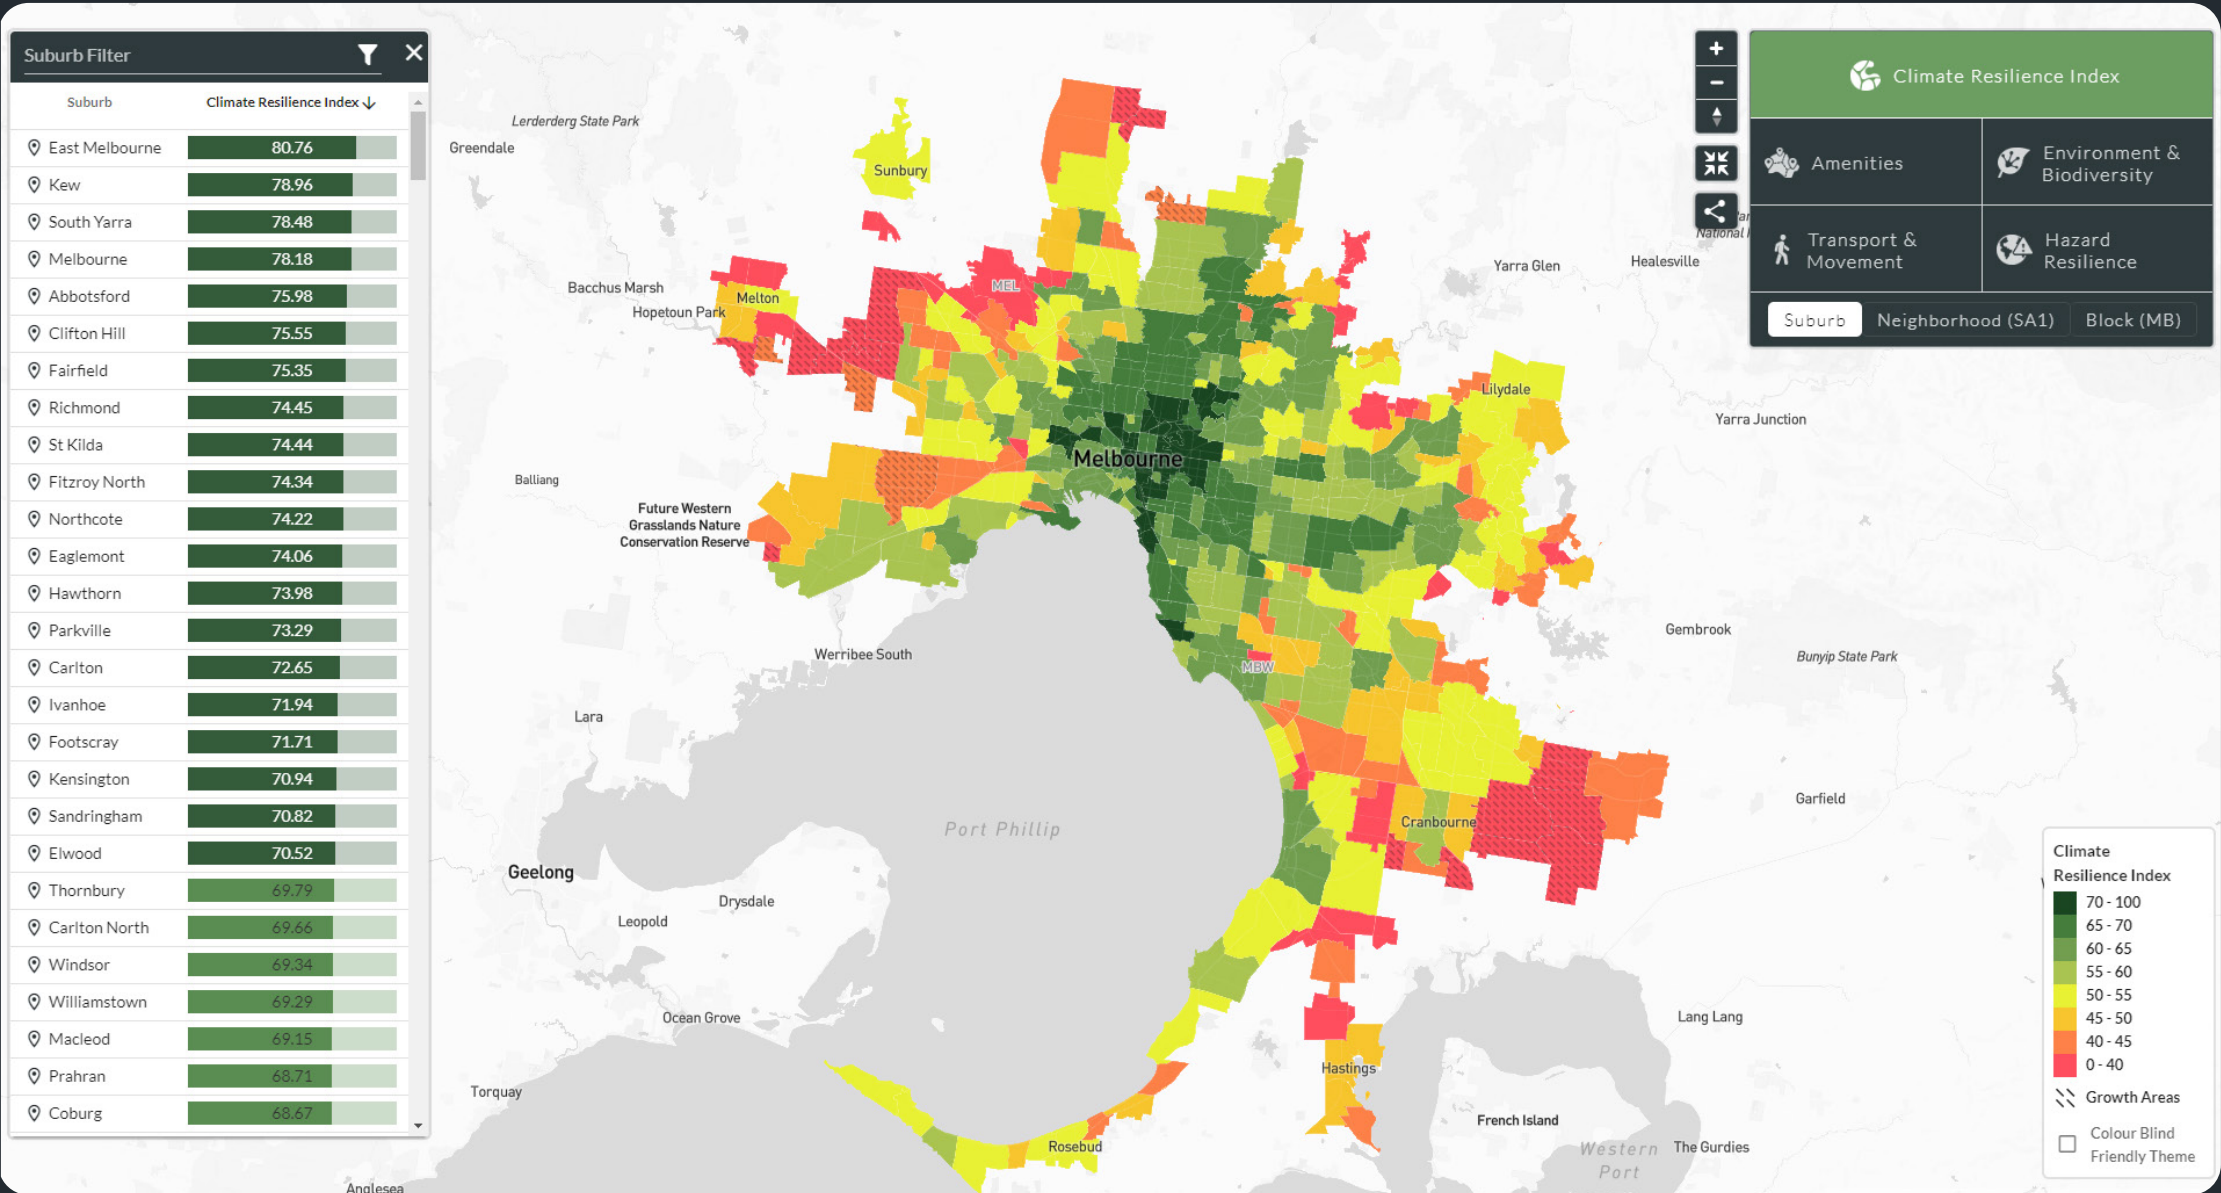 Suburb Filter
Suburb Climate Resilience Index
East Melbourne 80.76
Kew 78.96
South Yarra 78.48
Melbourne 78.18
Abbotsford 75.98
Clifton Hill 75.55
Fairfield 75.35
Richmond 74.45
St Kilda 74.44
Fitzroy North 74.34
Northcote 74.22
Eaglemont 74.06
Hawthorn 73.98
Parkville 73.29
Carlton 72.65
Ivanhoe 71.94
Footscray 71.71
Kensington 70.94
Sandringham 70.82
Elwood 70.52
Thornbury 69.79
Carlton North 69.66
Windsor 69.34
Williamstown 69.29
Macleod 69.15
Prahran 68.71
Coburg 68.67
Lerderderg State Park
Greendale
Sunbury
Bacchus Marsh
Hopetoun Park
Melton
MEL
Yarra Glen
Healesville
National
Lilydale
Yarra Junction
Melbourne
Balliang
Future Western
Grasslands Nature
Conservation Reserve
Werribee South
MBW
Gembrook
Bunyip State Park
Lara
Port Phillip
Cranbourne
Garfield
Geelong
Drysdale
Leopold
Ocean Grove
Lang Lang
Hastings
Torquay
French Island
Rosebud
Western
Port
The Gurdies
Anglesea
Climate Resilience Index
Amenities
Environment &
Biodiversity
Transport &
Movement
Hazard
Resilience
Suburb Neighborhood (SA1) Block (MB)
Climate
Resilience Index
70 - 100
65 - 70
60 - 65
55 - 60
50 - 55
45 - 50
40 - 45
0 - 40
Growth Areas
Colour Blind
Friendly Theme